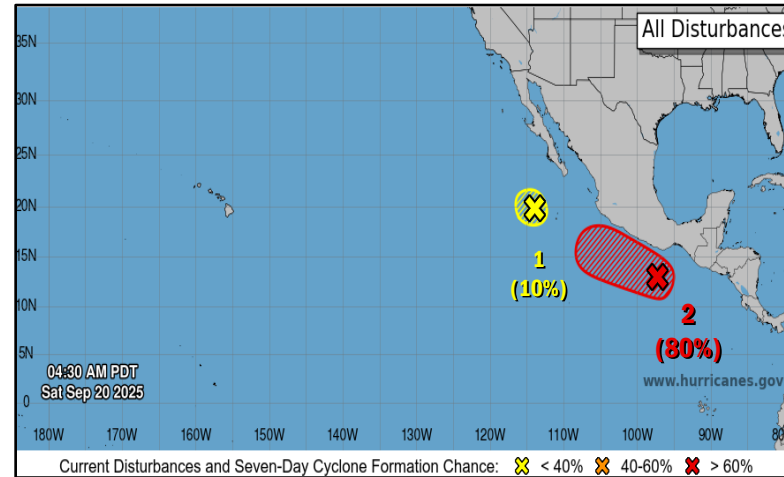 All Disturbances
35N
30N
25N
20N
15N
10N
5N
0
1
(10%)
2
(80%)
www.hurricanes.gov
04:30 AM PDT
Sat Sep 20 2025
180W 170W 160W 150W 140W 130W 120W 110W 100W 90W 80
Current Disturbances and Seven-Day Cyclone Formation Chance: < 40% 40-60% > 60%